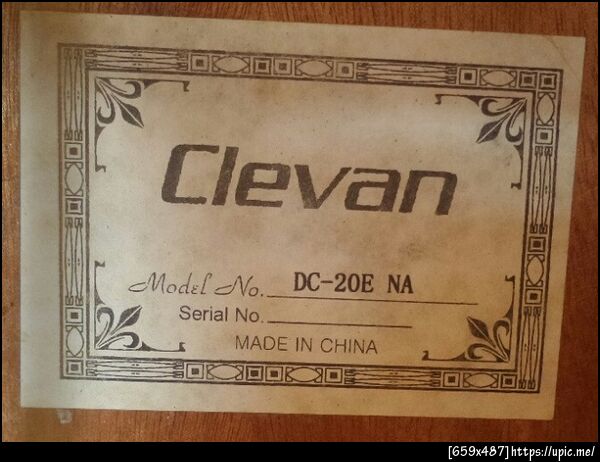 Clevan
Model No. DC-20E NA
Serial No.
MADE IN CHINA
[659x487]https://upic.me/